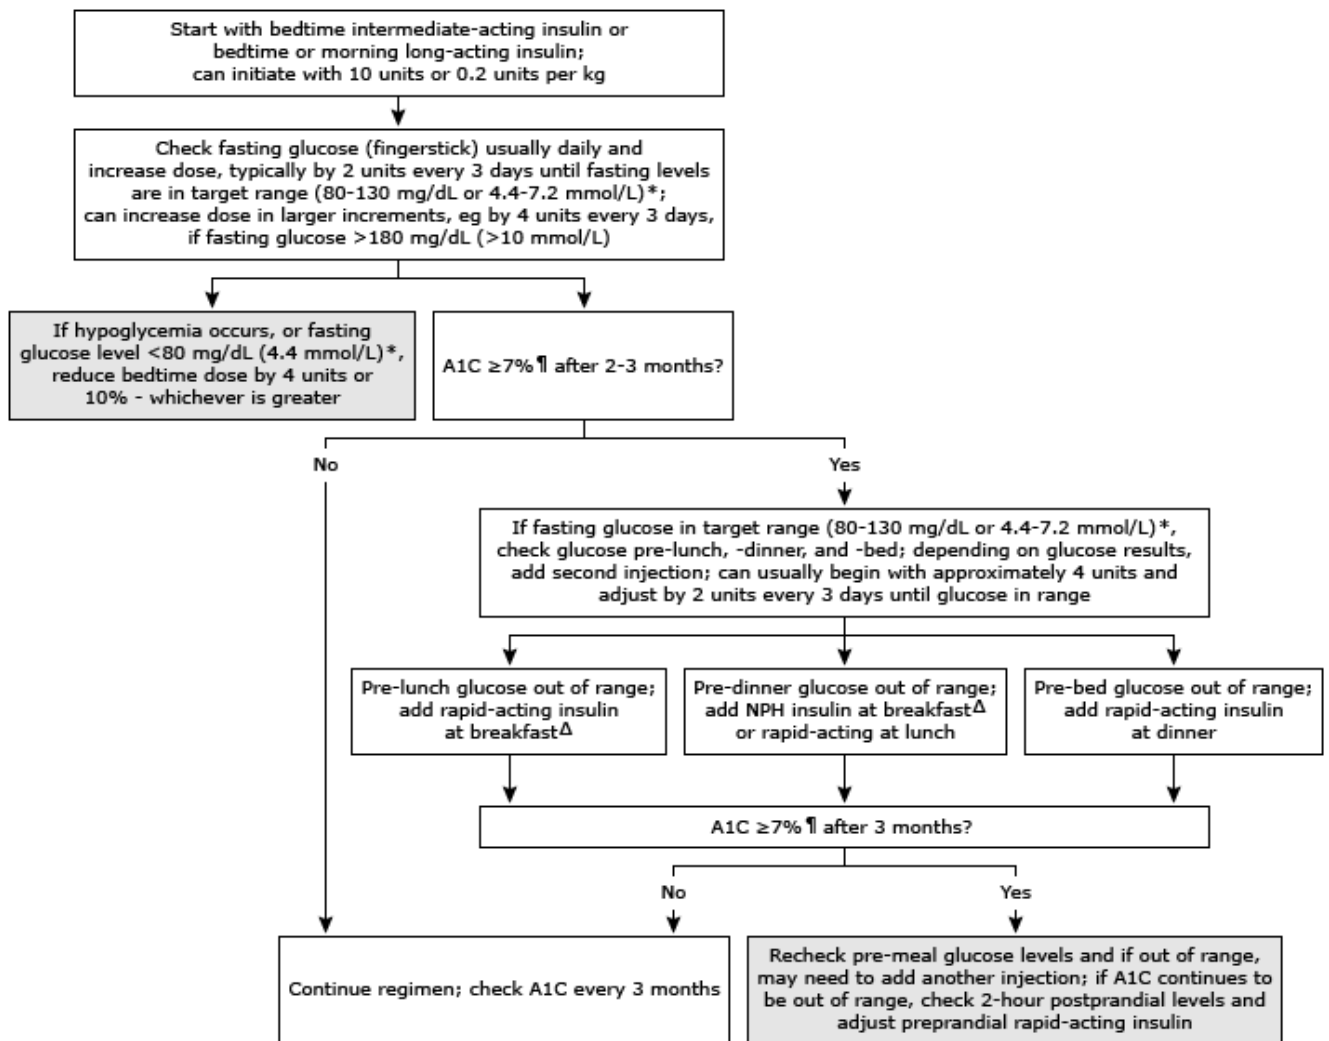 Start with bedtime intermediate-acting insulin or
bedtime or morning long-acting insulin;
can initiate with 10 units or 0.2 units per kg
Check fasting glucose (fingerstick) usually daily and
increase dose, typically by 2 units every 3 days until fasting levels
are in target range (80-130 mg/dL or 4.4-7.2 mmol/L)*;
can increase dose in larger increments, eg by 4 units every 3 days,
if fasting glucose >180 mg/dL (>10 mmol/L)
If hypoglycemia occurs, or fasting
glucose level <80 mg/dL (4.4 mmol/L)*,
reduce bedtime dose by 4 units or
10% - whichever is greater
A1C ≥7%¶ after 2-3 months?
No
Yes
If fasting glucose in target range (80-130 mg/dL or 4.4-7.2 mmol/L)*,
check glucose pre-lunch, -dinner, and -bed; depending on glucose results,
add second injection; can usually begin with approximately 4 units and
adjust by 2 units every 3 days until glucose in range
Pre-lunch glucose out of range;
add rapid-acting insulin
at breakfastΔ
Pre-dinner glucose out of range;
add NPH insulin at breakfastΔ
or rapid-acting at lunch
Pre-bed glucose out of range;
add rapid-acting insulin
at dinner
A1C ≥7%¶ after 3 months?
No
Yes
Continue regimen; check A1C every 3 months
Recheck pre-meal glucose levels and if out of range,
may need to add another injection; if A1C continues to
be out of range, check 2-hour postprandial levels and
adjust preprandial rapid-acting insulin